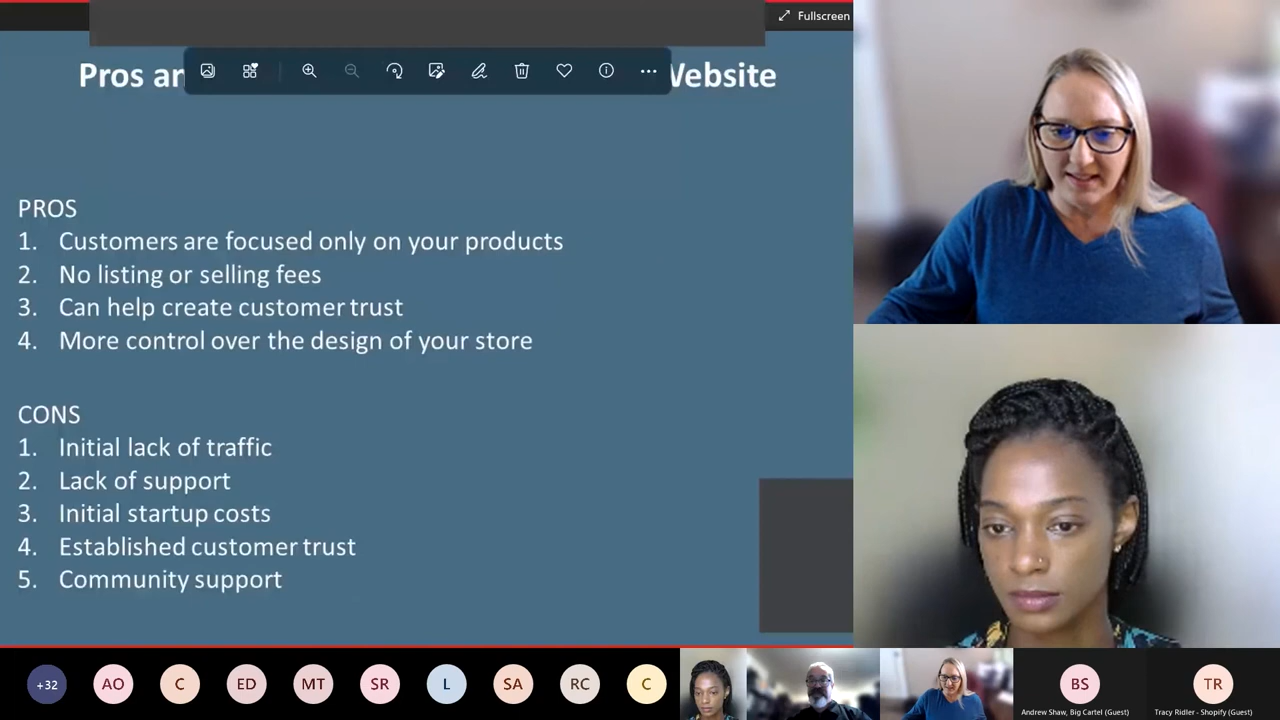 Fullscreen
Pros an
Website
PROS
1. Customers are focused only on your products
2. No listing or selling fees
3. Can help create customer trust
4. More control over the design of your store
CONS
1. Initial lack of traffic
2. Lack of support
3. Initial startup costs
4. Established customer trust
5. Community support
+32
AO
C
ED
MT
SR
L
SA
RC
C
BS
TR
Andrew Shaw, Big Cartel (Guest)
Tracy Ridler - Shopify (Guest)